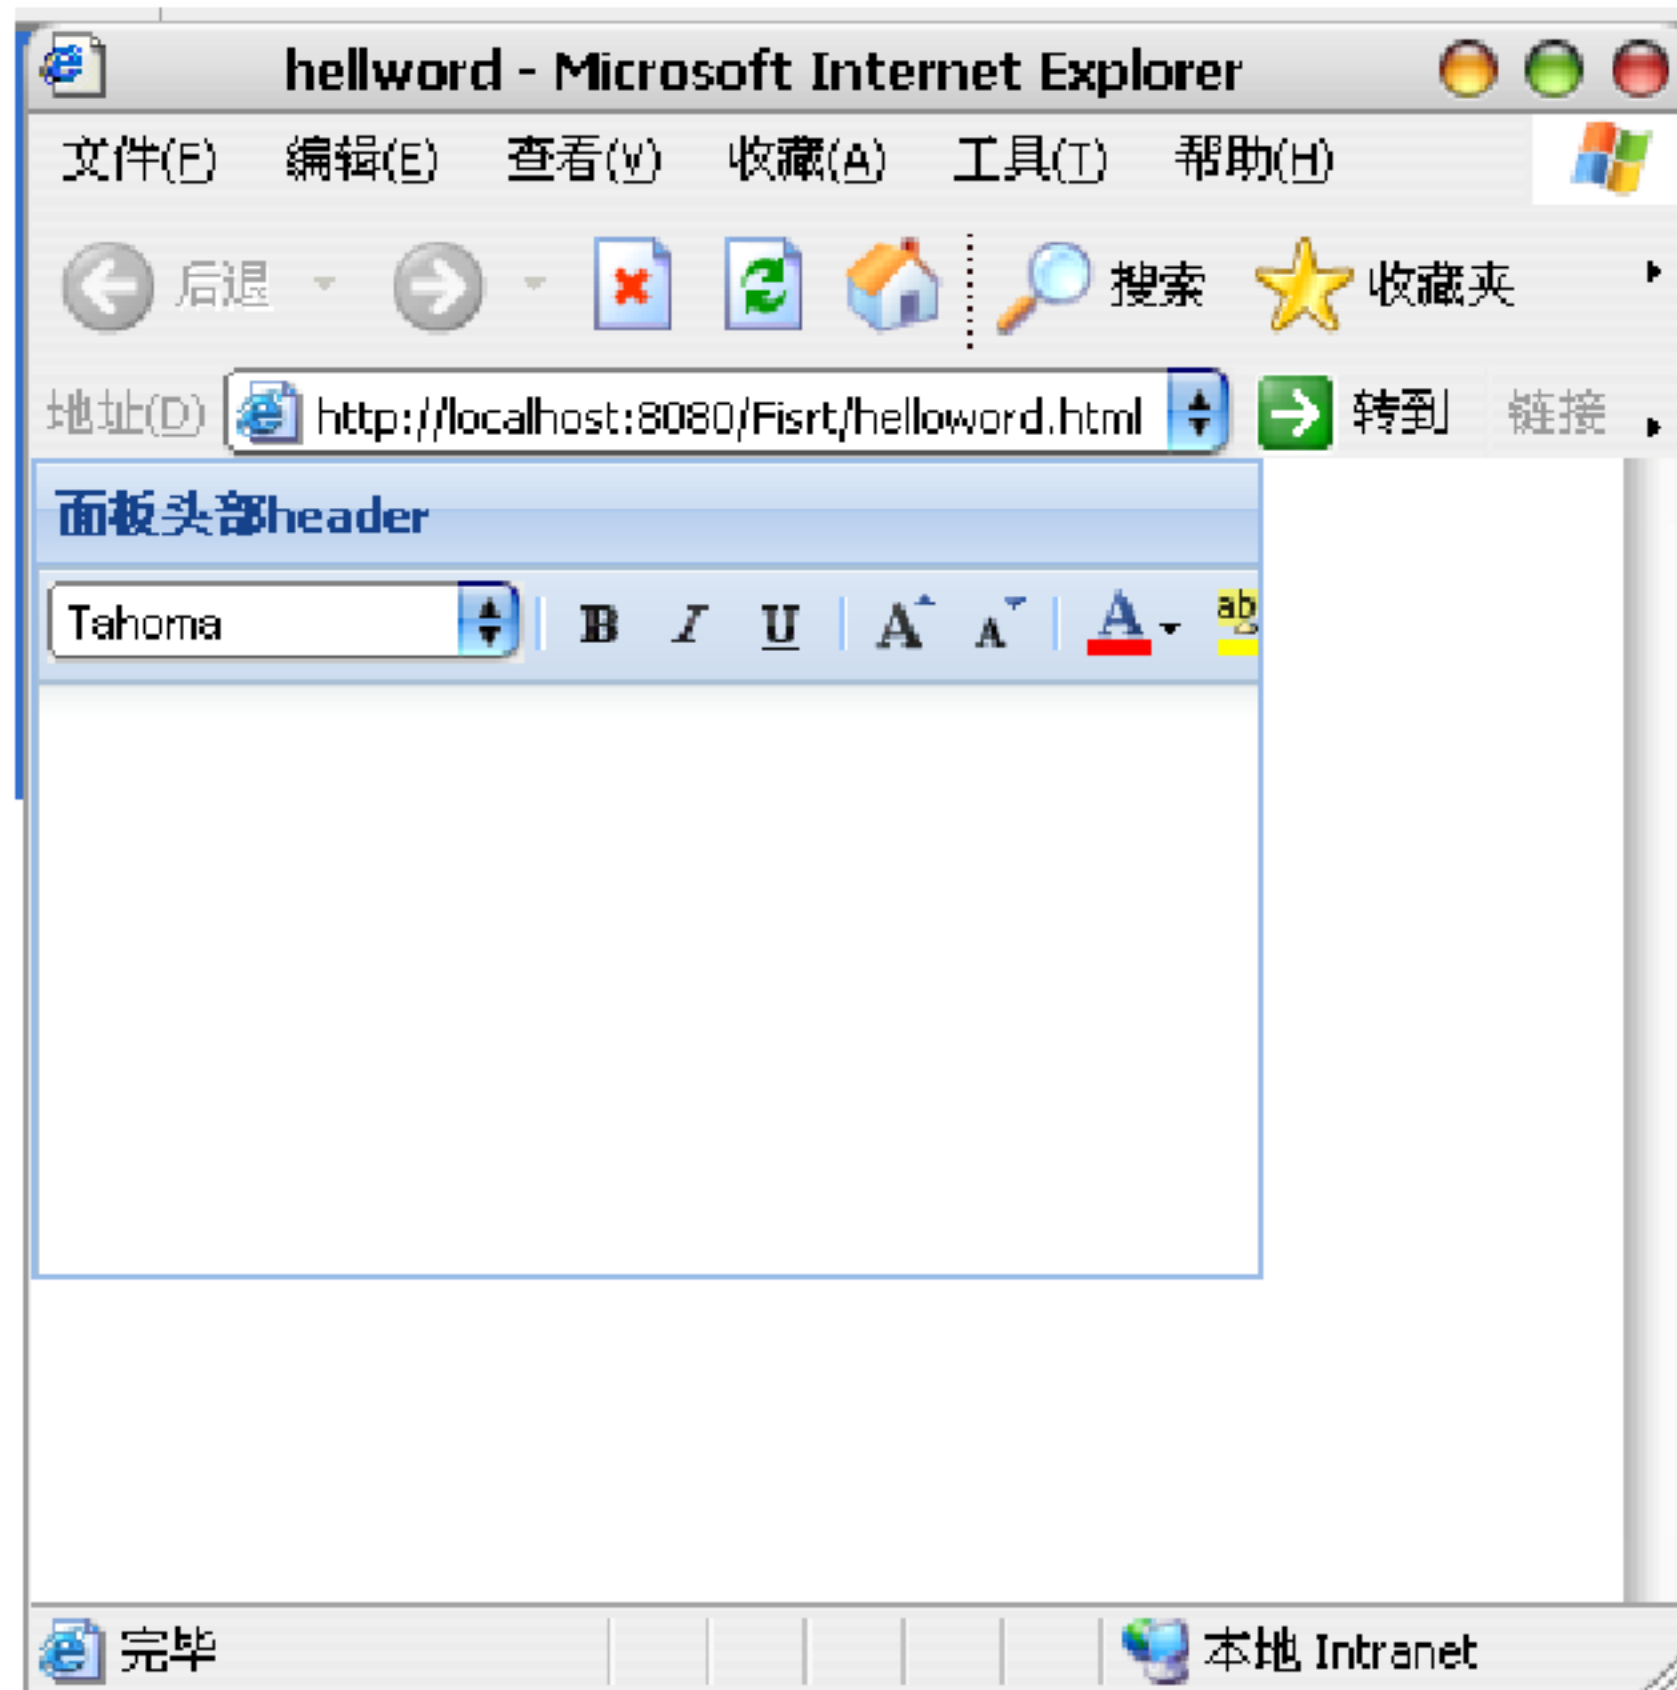 hellword - Microsoft Internet Explorer
文件(F) 编辑(E) 查看(V) 收藏(A) 工具(T) 帮助(H)
后退 搜索 收藏夹
地址(D) http://localhost:8080/Fisrt/helloword.html 转到 链接
面板头部header
Tahoma B I U A A A ab
完毕 本地 Intranet